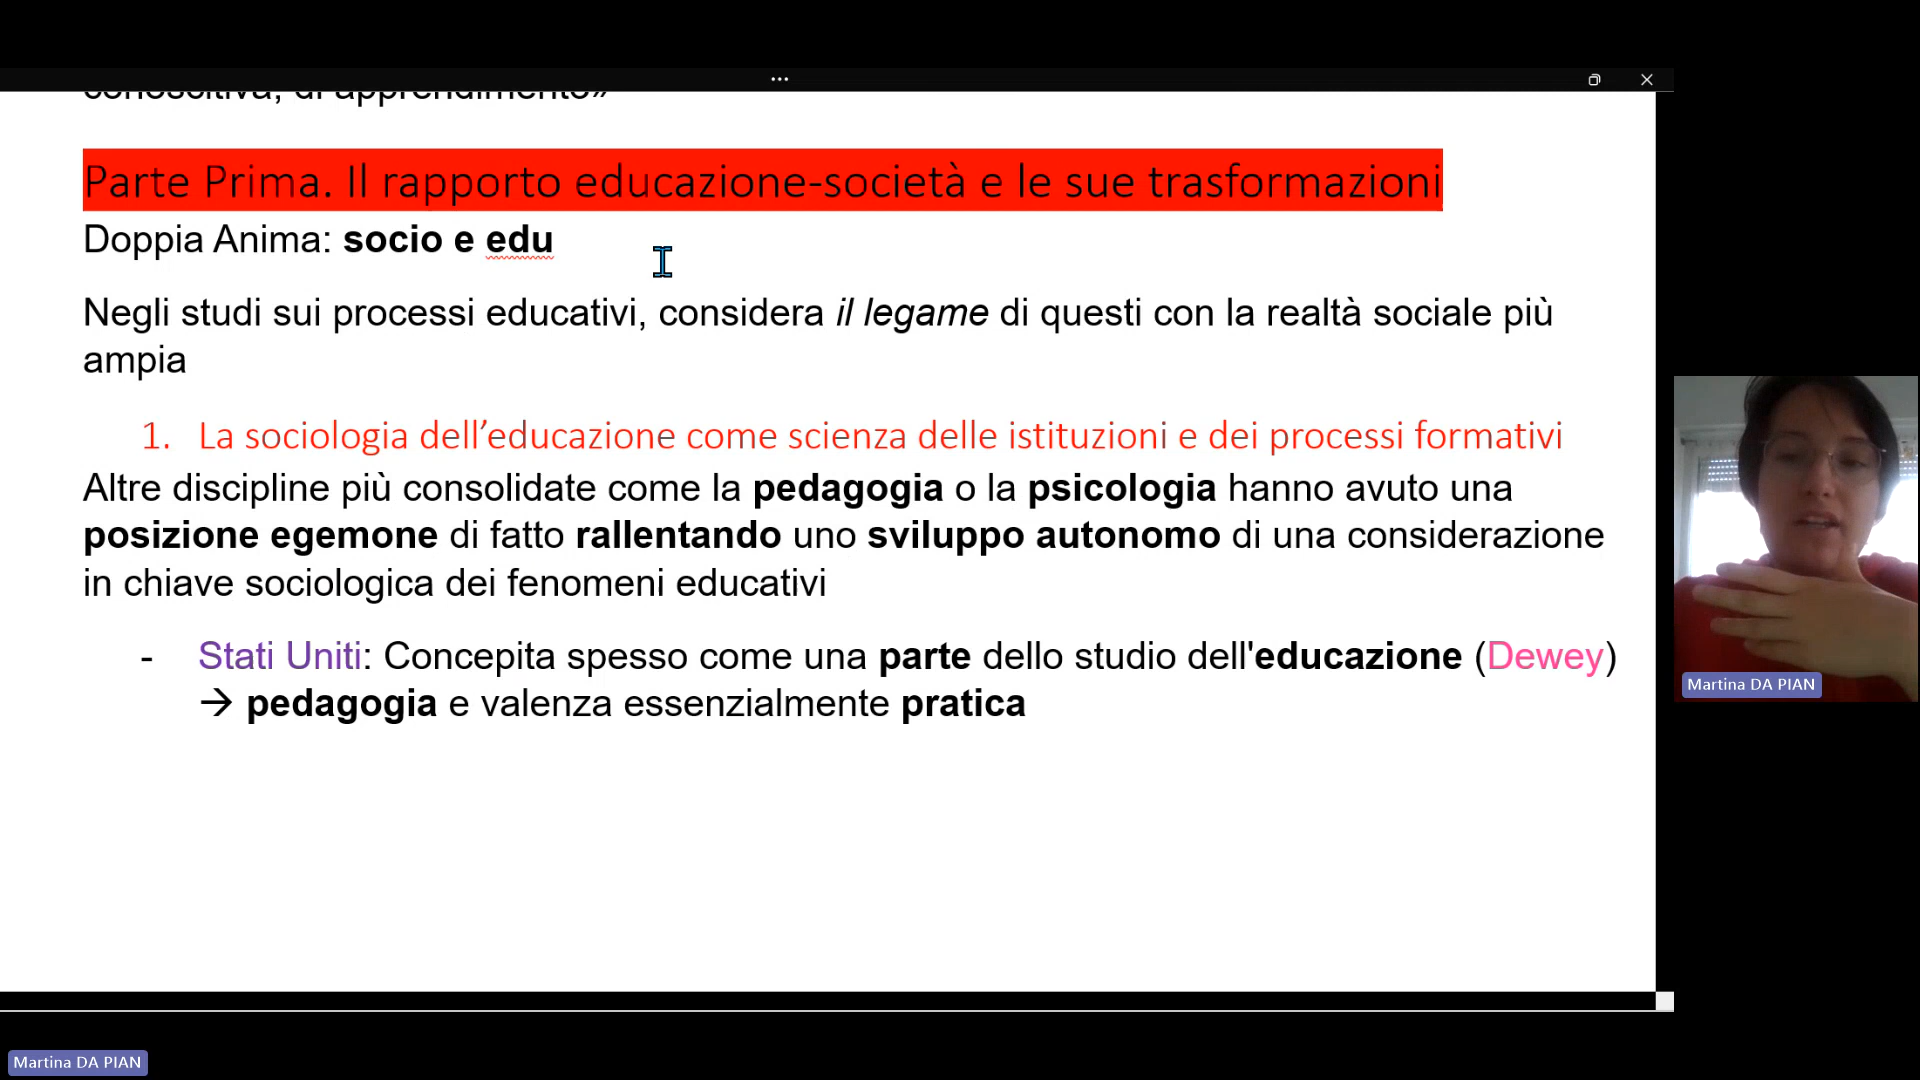 conoscitiva, di apprendimento»
Parte Prima. Il rapporto educazione-società e le sue trasformazioni
Doppia Anima: socio e edu
Negli studi sui processi educativi, considera il legame di questi con la realtà sociale più
ampia
1. La sociologia dell’educazione come scienza delle istituzioni e dei processi formativi
Altre discipline più consolidate come la pedagogia o la psicologia hanno avuto una
posizione egemone di fatto rallentando uno sviluppo autonomo di una considerazione
in chiave sociologica dei fenomeni educativi
- Stati Uniti: Concepita spesso come una parte dello studio dell'educazione (Dewey)
→ pedagogia e valenza essenzialmente pratica
Martina DA PIAN
Martina DA PIAN